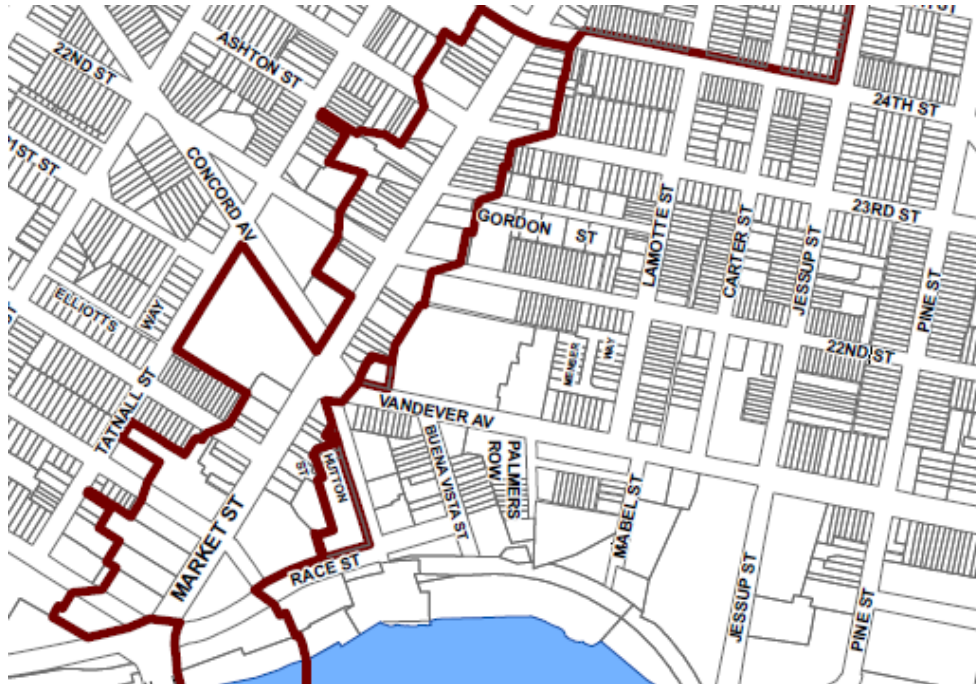 22ND ST
ASHTON ST
24TH ST
CONCORD AV
23RD ST
GORDON ST
LAMOTTE ST
CARTER ST
JESSUP ST
PINE ST
ELLIOTTS WAY
22ND ST
MENSER WAY
TATNALL ST
VANDEVER AV
BUENA VISTA ST
PALMERS
ROW
HUTTON
ST
MABEL ST
MARKET ST
RACE ST
JESSUP ST
PINE ST